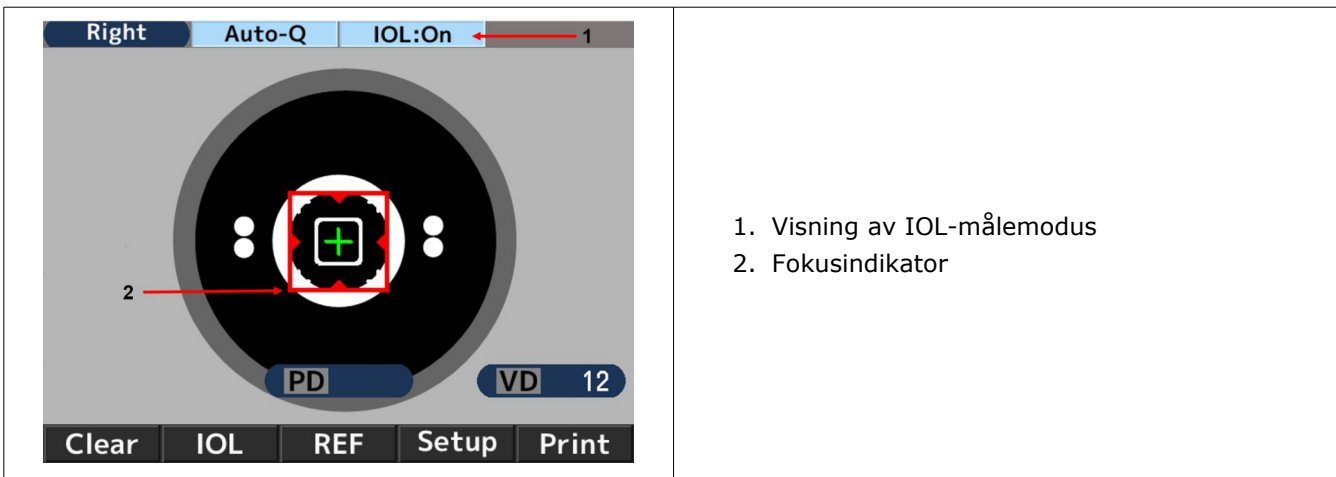 Right Auto-Q IOL:On 1
2
PD VD 12
Clear IOL REF Setup Print
1. Visning av IOL-målemodus
2. Fokusindikator